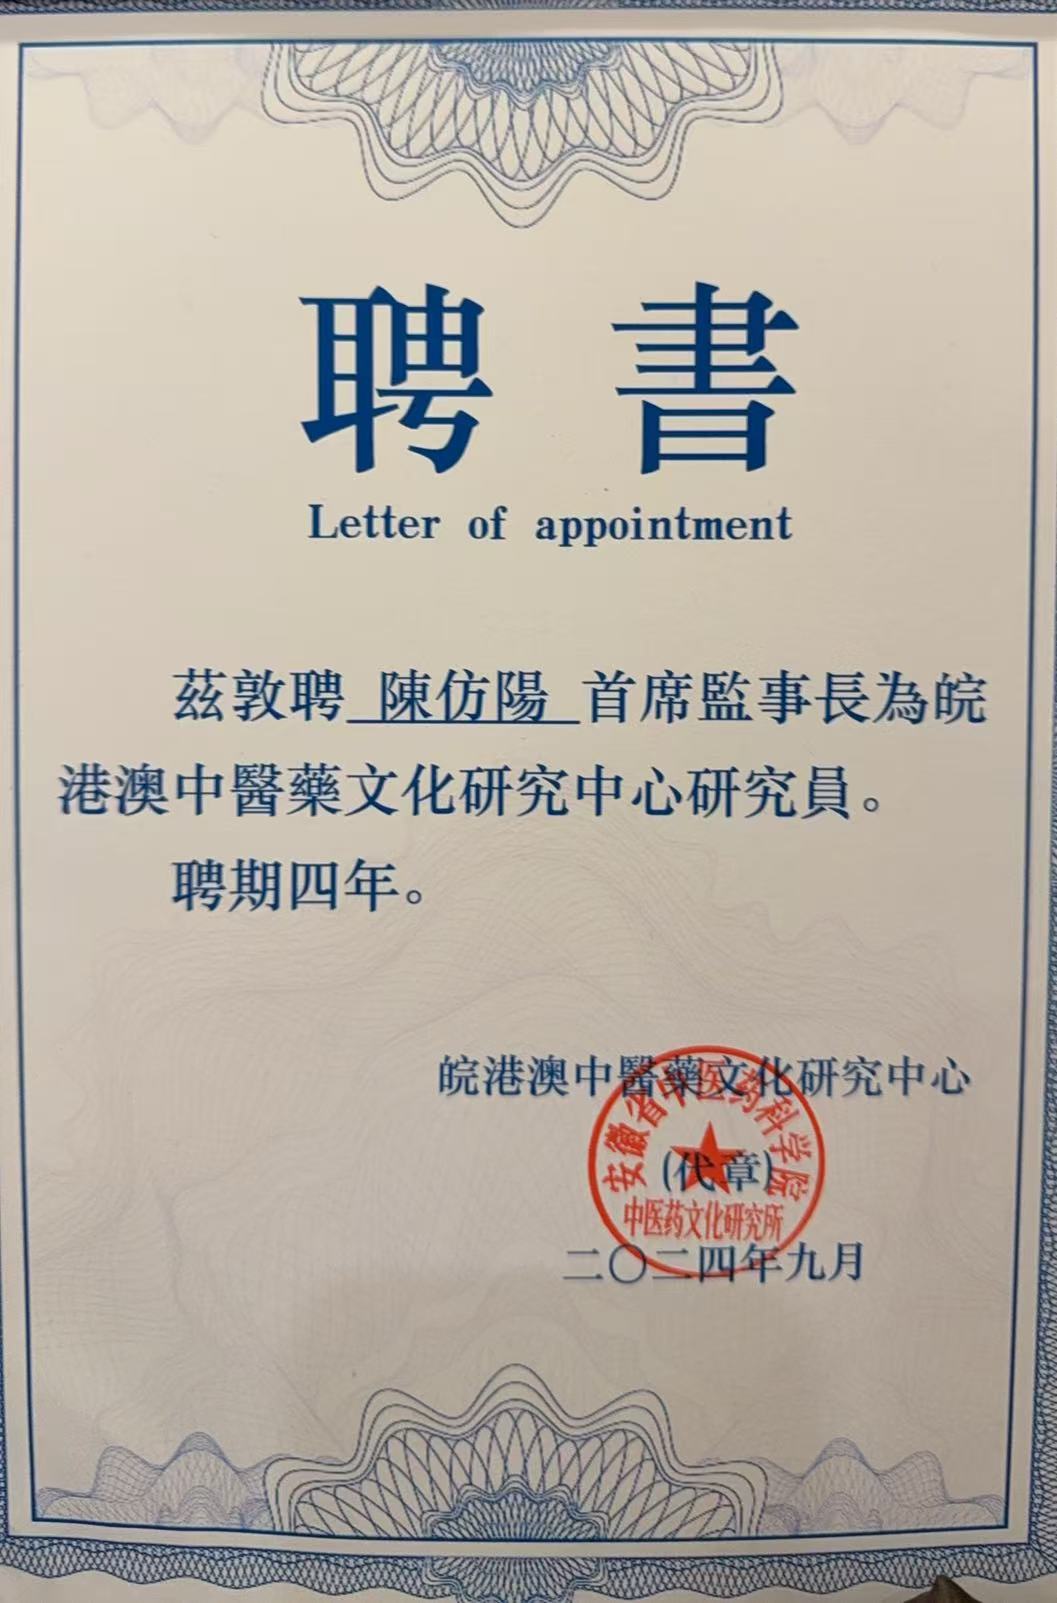 聘書
Letter of appointment
茲敦聘 陳仿陽 首席監事長為皖
港澳中醫藥文化研究中心研究員。
聘期四年。
皖港澳中醫藥文化研究中心
安徽省中医药科学院
(代章)
中医药文化研究所
二〇二四年九月